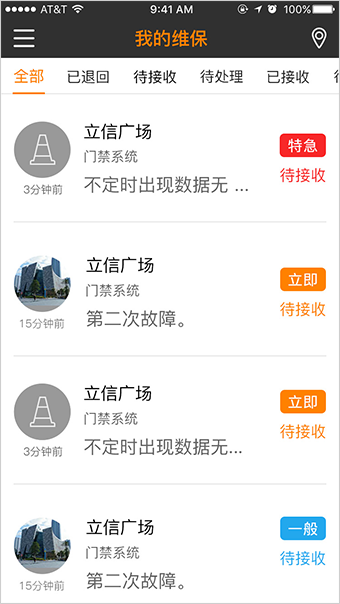 AT&T 9:41 AM 100%
我的维保
全部 已退回 待接收 待处理 已接收
立信广场
门禁系统
特急
3分钟前 不定时出现数据无 ...
待接收
立信广场
门禁系统
立即
15分钟前 第二次故障。
待接收
立信广场
门禁系统
立即
3分钟前 不定时出现数据无...
待接收
立信广场
门禁系统
一般
15分钟前 第二次故障。
待接收